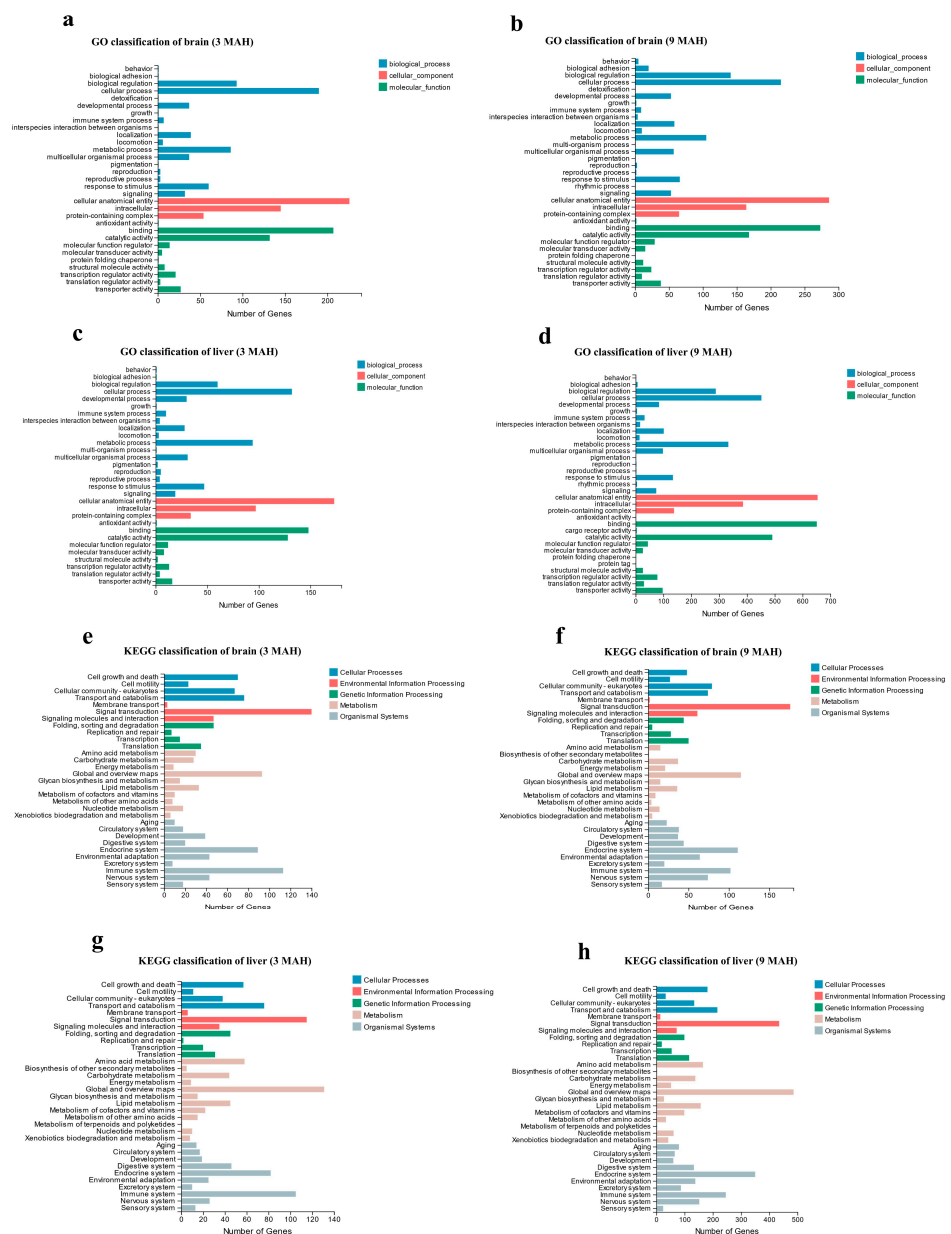 a
GO classification of brain (3 MAH)
behavior
biological adhesion
biological regulation
cellular process
detoxification
developmental process
growth
immune system process
interspecies interaction between organisms
localization
locomotion
metabolic process
multicellular organismal process
pigmentation
reproduction
reproductive process
response to stimulus
signaling
cellular anatomical entity
intracellular
protein-containing complex
antioxidant activity
binding
catalytic activity
molecular function regulator
molecular transducer activity
protein folding chaperone
structural molecule activity
transcription regulator activity
translation regulator activity
transporter activity
0 50 100 150 200
Number of Genes
biological_process
cellular_component
molecular_function
b
GO classification of brain (9 MAH)
behavior
biological adhesion
biological regulation
cellular process
detoxification
developmental process
growth
immune system process
interspecies interaction between organisms
localization
locomotion
metabolic process
multi-organism process
multicellular organismal process
pigmentation
reproduction
reproductive process
response to stimulus
rhythmic process
signaling
cellular anatomical entity
intracellular
protein-containing complex
antioxidant activity
binding
catalytic activity
molecular function regulator
molecular transducer activity
protein folding chaperone
structural molecule activity
transcription regulator activity
translation regulator activity
transporter activity
0 50 100 150 200 250 300
Number of Genes
biological_process
cellular_component
molecular_function
c
GO classification of liver (3 MAH)
behavior
biological adhesion
biological regulation
cellular process
developmental process
growth
immune system process
interspecies interaction between organisms
localization
locomotion
metabolic process
multi-organism process
multicellular organismal process
pigmentation
reproduction
reproductive process
response to stimulus
signaling
cellular anatomical entity
intracellular
protein-containing complex
antioxidant activity
binding
catalytic activity
molecular function regulator
molecular transducer activity
structural molecule activity
transcription regulator activity
translation regulator activity
transporter activity
0 50 100 150
Number of Genes
biological_process
cellular_component
molecular_function
d
GO classification of liver (9 MAH)
behavior
biological adhesion
biological regulation
cellular process
developmental process
growth
immune system process
interspecies interaction between organisms
localization
locomotion
metabolic process
multicellular organismal process
pigmentation
reproduction
reproductive process
response to stimulus
rhythmic process
signaling
cellular anatomical entity
intracellular
protein-containing complex
antioxidant activity
binding
cargo receptor activity
catalytic activity
molecular function regulator
molecular transducer activity
protein folding chaperone
protein tag
structural molecule activity
transcription regulator activity
translation regulator activity
transporter activity
0 100 200 300 400 500 600 700
Number of Genes
biological_process
cellular_component
molecular_function
e
KEGG classification of brain (3 MAH)
Cell growth and death
Cell motility
Cellular community - eukaryotes
Transport and catabolism
Membrane transport
Signal transduction
Signaling molecules and interaction
Folding, sorting and degradation
Replication and repair
Transcription
Translation
Amino acid metabolism
Carbohydrate metabolism
Energy metabolism
Global and overview maps
Glycan biosynthesis and metabolism
Lipid metabolism
Metabolism of cofactors and vitamins
Metabolism of other amino acids
Nucleotide metabolism
Xenobiotics biodegradation and metabolism
Aging
Circulatory system
Development
Digestive system
Endocrine system
Environmental adaptation
Excretory system
Immune system
Nervous system
Sensory system
0 20 40 60 80 100 120 140
Number of Genes
Cellular Processes
Environmental Information Processing
Genetic Information Processing
Metabolism
Organismal Systems
f
KEGG classification of brain (9 MAH)
Cell growth and death
Cell motility
Cellular community - eukaryotes
Transport and catabolism
Membrane transport
Signal transduction
Signaling molecules and interaction
Folding, sorting and degradation
Replication and repair
Transcription
Translation
Amino acid metabolism
Biosynthesis of other secondary metabolites
Carbohydrate metabolism
Energy metabolism
Global and overview maps
Glycan biosynthesis and metabolism
Lipid metabolism
Metabolism of cofactors and vitamins
Metabolism of other amino acids
Nucleotide metabolism
Xenobiotics biodegradation and metabolism
Aging
Circulatory system
Development
Digestive system
Endocrine system
Environmental adaptation
Excretory system
Immune system
Nervous system
Sensory system
0 50 100 150
Number of Genes
Cellular Processes
Environmental Information Processing
Genetic Information Processing
Metabolism
Organismal Systems
g
KEGG classification of liver (3 MAH)
Cell growth and death
Cell motility
Cellular community - eukaryotes
Transport and catabolism
Membrane transport
Signal transduction
Signaling molecules and interaction
Folding, sorting and degradation
Replication and repair
Transcription
Translation
Amino acid metabolism
Biosynthesis of other secondary metabolites
Carbohydrate metabolism
Energy metabolism
Global and overview maps
Glycan biosynthesis and metabolism
Lipid metabolism
Metabolism of cofactors and vitamins
Metabolism of other amino acids
Metabolism of terpenoids and polyketides
Nucleotide metabolism
Xenobiotics biodegradation and metabolism
Aging
Circulatory system
Development
Digestive system
Endocrine system
Environmental adaptation
Excretory system
Immune system
Nervous system
Sensory system
0 20 40 60 80 100 120 140
Number of Genes
Cellular Processes
Environmental Information Processing
Genetic Information Processing
Metabolism
Organismal Systems
h
KEGG classification of liver (9 MAH)
Cell growth and death
Cell motility
Cellular community - eukaryotes
Transport and catabolism
Membrane transport
Signal transduction
Signaling molecules and interaction
Folding, sorting and degradation
Replication and repair
Transcription
Translation
Amino acid metabolism
Biosynthesis of other secondary metabolites
Carbohydrate metabolism
Energy metabolism
Global and overview maps
Glycan biosynthesis and metabolism
Lipid metabolism
Metabolism of cofactors and vitamins
Metabolism of other amino acids
Metabolism of terpenoids and polyketides
Nucleotide metabolism
Xenobiotics biodegradation and metabolism
Aging
Circulatory system
Development
Digestive system
Endocrine system
Environmental adaptation
Excretory system
Immune system
Nervous system
Sensory system
0 100 200 300 400 500
Number of Genes
Cellular Processes
Environmental Information Processing
Genetic Information Processing
Metabolism
Organismal Systems